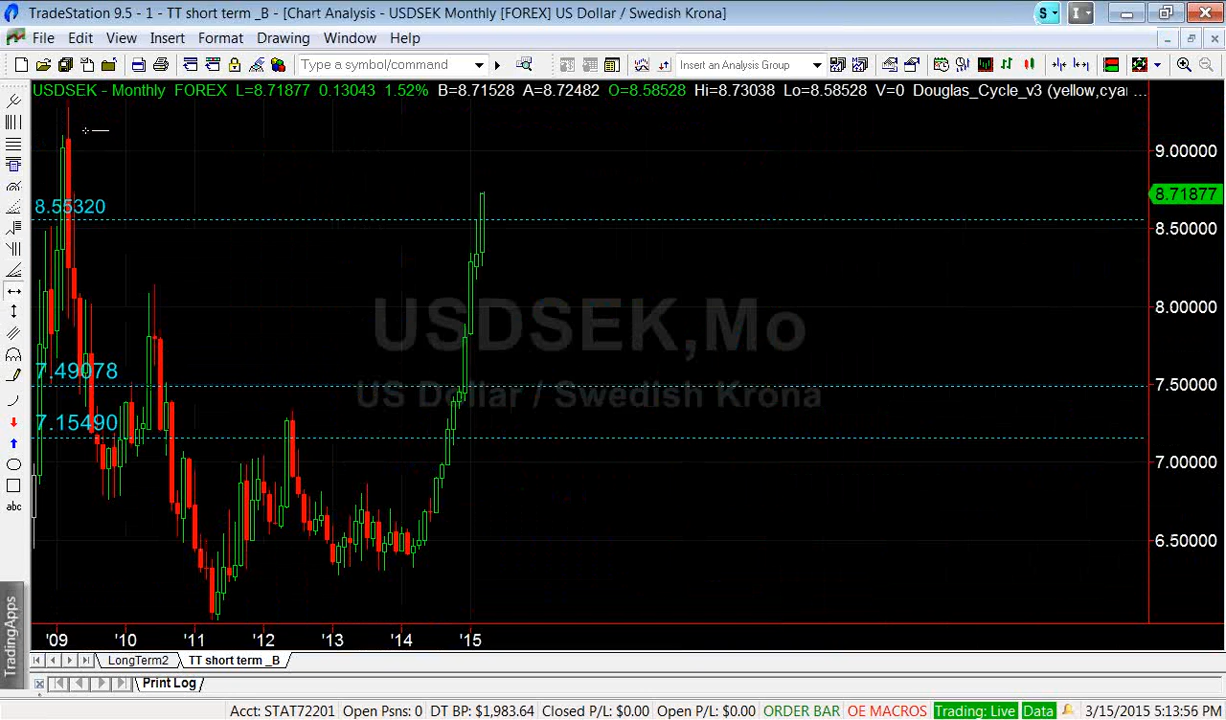 TradeStation 9.5 - 1 - TT short term _B - [Chart Analysis - USDSEK Monthly [FOREX] US Dollar / Swedish Krona]
S
I
File Edit View Insert Format Drawing Window Help
Type a symbol/command
Insert an Analysis Group
USDSEK - Monthly FOREX L=8.71877 0.13043 1.52% B=8.71528 A=8.72482 O=8.58528 Hi=8.73038 Lo=8.58528 V=0 Douglas_Cycle_v3 (yellow,cya ...
9.00000
8.71877
8.55320
8.50000
8.00000
USDSEK,Mo
US Dollar / Swedish Krona
7.49078
7.50000
7.15490
7.00000
6.50000
abc
TradingApps
'09 '10 '11 '12 '13 '14 '15
LongTerm2 TT short term _B
Print Log
Acct: STAT72201 Open Psns: 0 DT BP: $1,983.64 Closed P/L: $0.00 Open P/L: $0.00 ORDER BAR OE MACROS Trading: Live Data 3/15/2015 5:13:56 PM